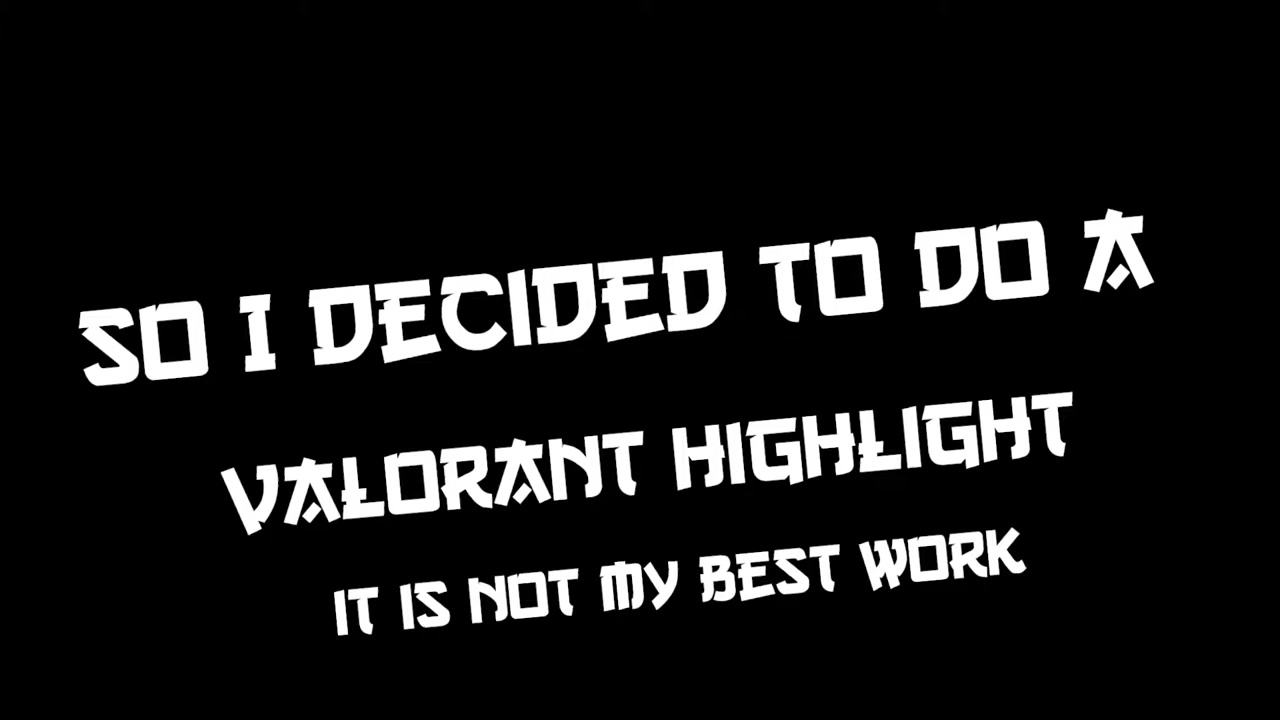 SO I DECIDED TO DO A
VALORANT HIGHLIGHT
IT IS NOT MY BEST WORK